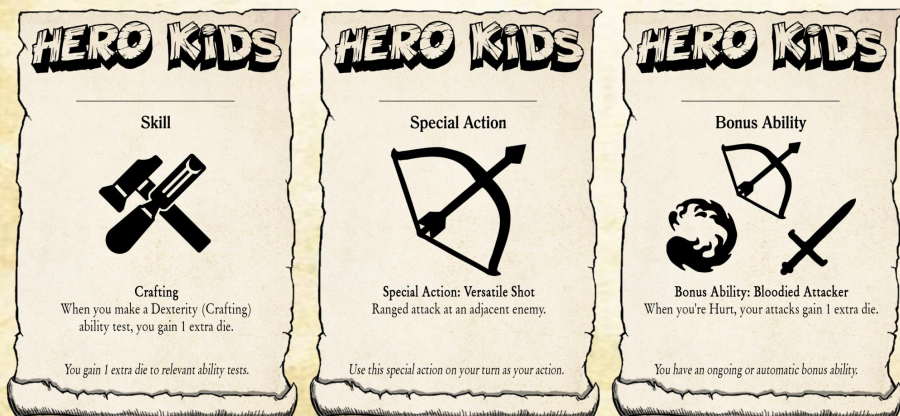 HERO KiDS
Skill
Crafting
When you make a Dexterity (Crafting)
ability test, you gain 1 extra die.
You gain 1 extra die to relevant ability tests.
HERO KiDS
Special Action
Special Action: Versatile Shot
Ranged attack at an adjacent enemy.
Use this special action on your turn as your action.
HERO KiDS
Bonus Ability
Bonus Ability: Bloodied Attacker
When you're Hurt, your attacks gain 1 extra die.
You have an ongoing or automatic bonus ability.